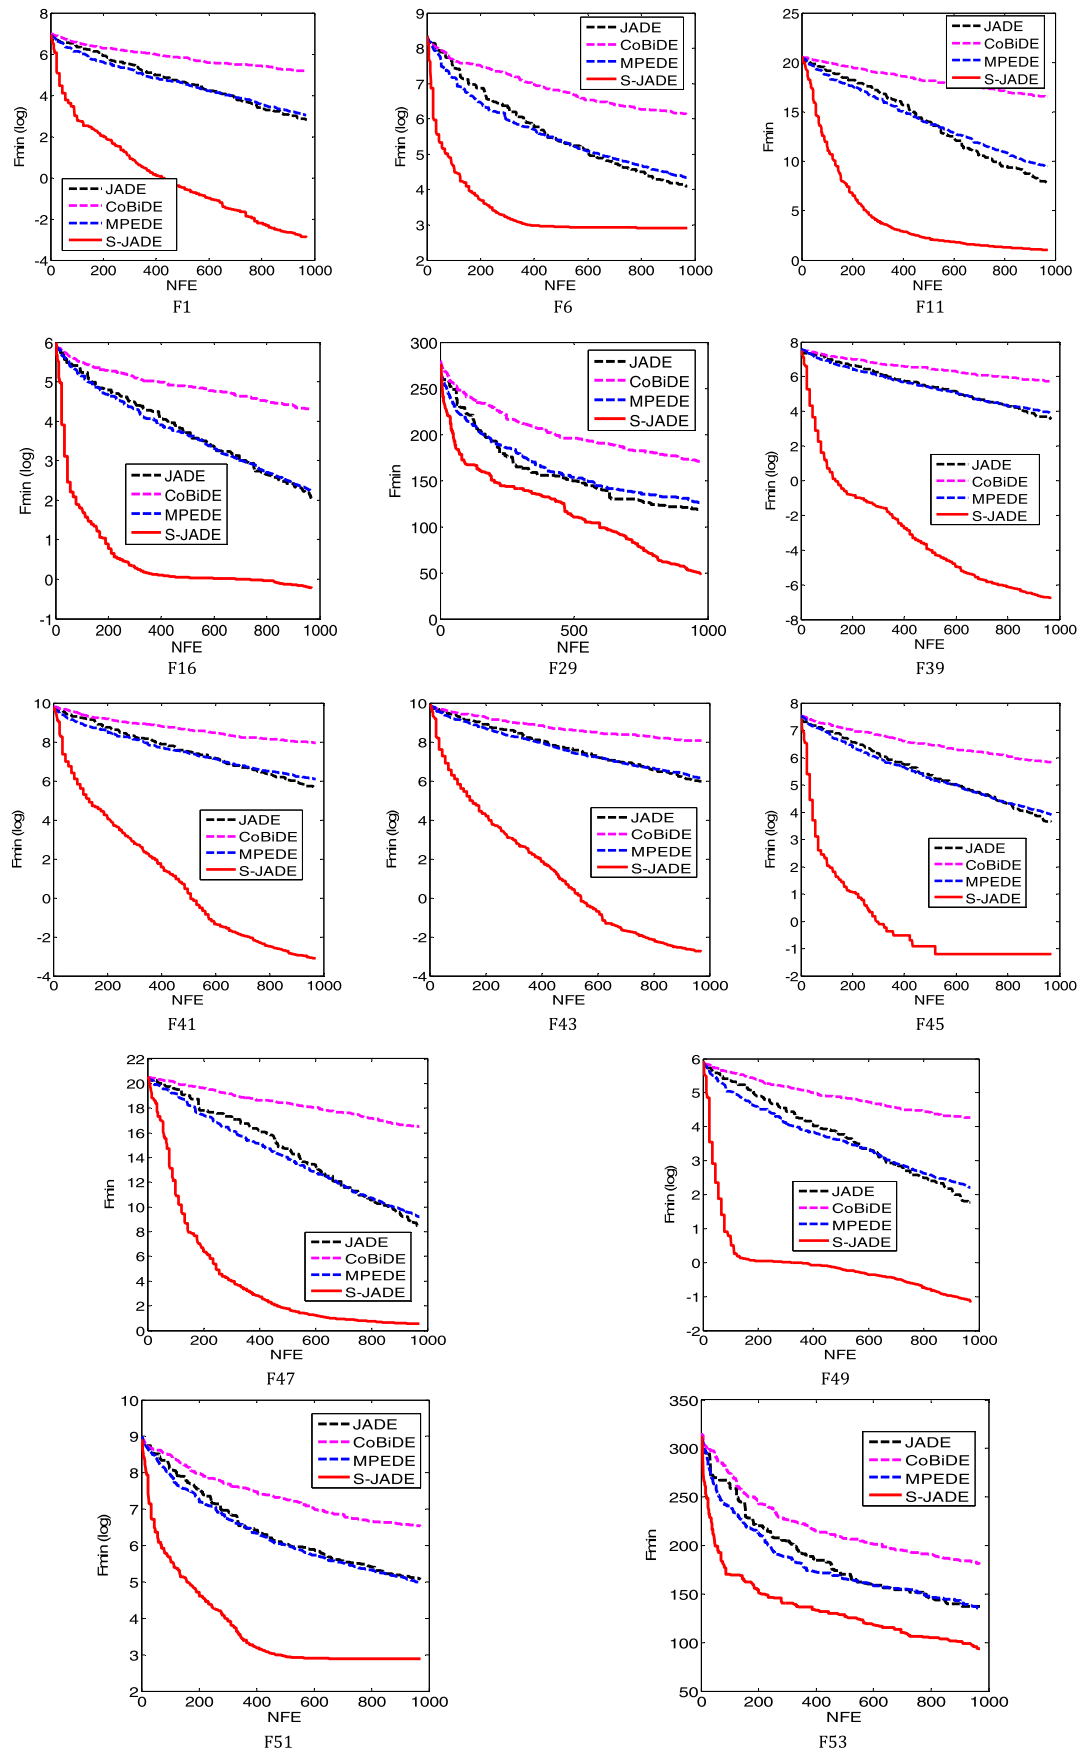 8
6
4
2
0
-2
-4
Fmin (log)
0 200 400 600 800 1000
NFE
JADE
CoBiDE
MPEDE
S-JADE
F1
9
8
7
6
5
4
3
2
Fmin (log)
0 200 400 600 800 1000
NFE
JADE
CoBiDE
MPEDE
S-JADE
F6
25
20
15
10
5
0
Fmin
0 200 400 600 800 1000
NFE
JADE
CoBiDE
MPEDE
S-JADE
F11
6
5
4
3
2
1
0
-1
Fmin (log)
0 200 400 600 800 1000
NFE
JADE
CoBiDE
MPEDE
S-JADE
F16
300
250
200
150
100
50
0
Fmin
0 500 1000
NFE
JADE
CoBiDE
MPEDE
S-JADE
F29
8
6
4
2
0
-2
-4
-6
-8
Fmin (log)
0 200 400 600 800 1000
NFE
JADE
CoBiDE
MPEDE
S-JADE
F39
10
8
6
4
2
0
-2
-4
Fmin (log)
0 200 400 600 800 1000
NFE
JADE
CoBiDE
MPEDE
S-JADE
F41
10
8
6
4
2
0
-2
-4
Fmin (log)
0 200 400 600 800 1000
NFE
JADE
CoBiDE
MPEDE
S-JADE
F43
8
7
6
5
4
3
2
1
0
-1
-2
Fmin (log)
0 200 400 600 800 1000
NFE
JADE
CoBiDE
MPEDE
S-JADE
F45
22
20
18
16
14
12
10
8
6
4
2
0
Fmin
0 200 400 600 800 1000
NFE
JADE
CoBiDE
MPEDE
S-JADE
F47
6
5
4
3
2
1
0
-1
-2
Fmin (log)
0 200 400 600 800 1000
NFE
JADE
CoBiDE
MPEDE
S-JADE
F49
10
9
8
7
6
5
4
3
2
Fmin (log)
0 200 400 600 800 1000
NFE
JADE
CoBiDE
MPEDE
S-JADE
F51
350
300
250
200
150
100
50
Fmin
0 200 400 600 800 1000
NFE
JADE
CoBiDE
MPEDE
S-JADE
F53